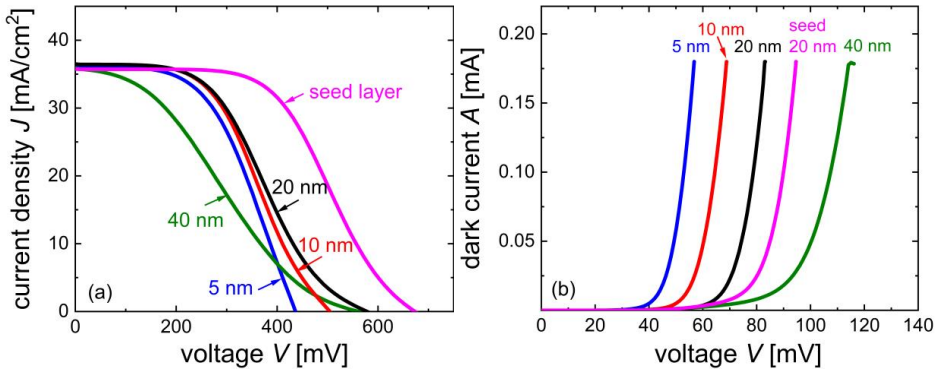 current density J [mA/cm²]
40
30
20
10
0
seed layer
20 nm
40 nm
10 nm
5 nm
(a)
0 200 400 600
voltage V [mV]
dark current A [mA]
0.20
0.15
0.10
0.05
5 nm
10 nm
20 nm
seed
20 nm
40 nm
(b)
0 20 40 60 80 100 120 140
voltage V [mV]